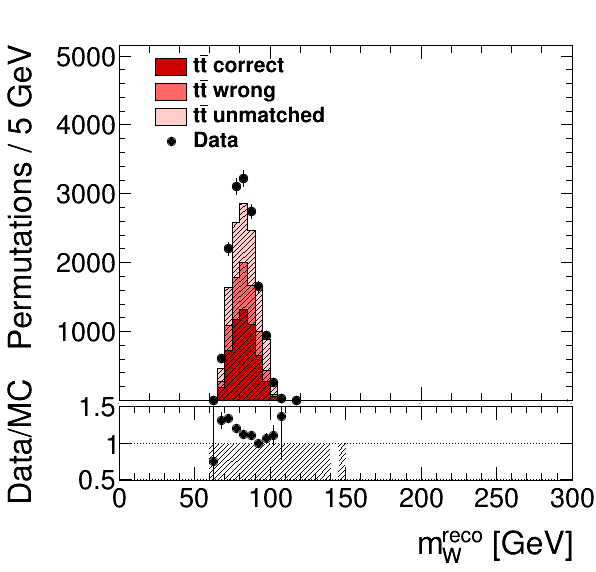 Permutations / 5 GeV
5000
4000
3000
2000
1000
tt̄ correct
tt̄ wrong
tt̄ unmatched
Data
Data/MC
1.5
1
0.5
0 50 100 150 200 250 300
m_W^reco [GeV]